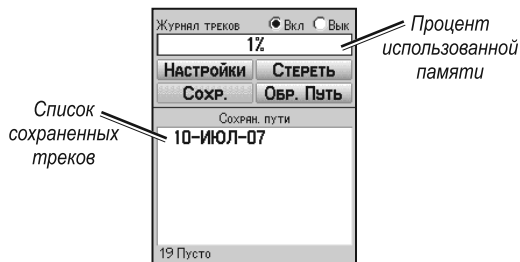 Журнал треков Вкл Вык
1%
Настройки Стереть
Сохр. Обр. Путь
Сохран. пути
10-ИЮЛ-07
19 Пусто
Процент
использованной
памяти
Список
сохраненных
треков